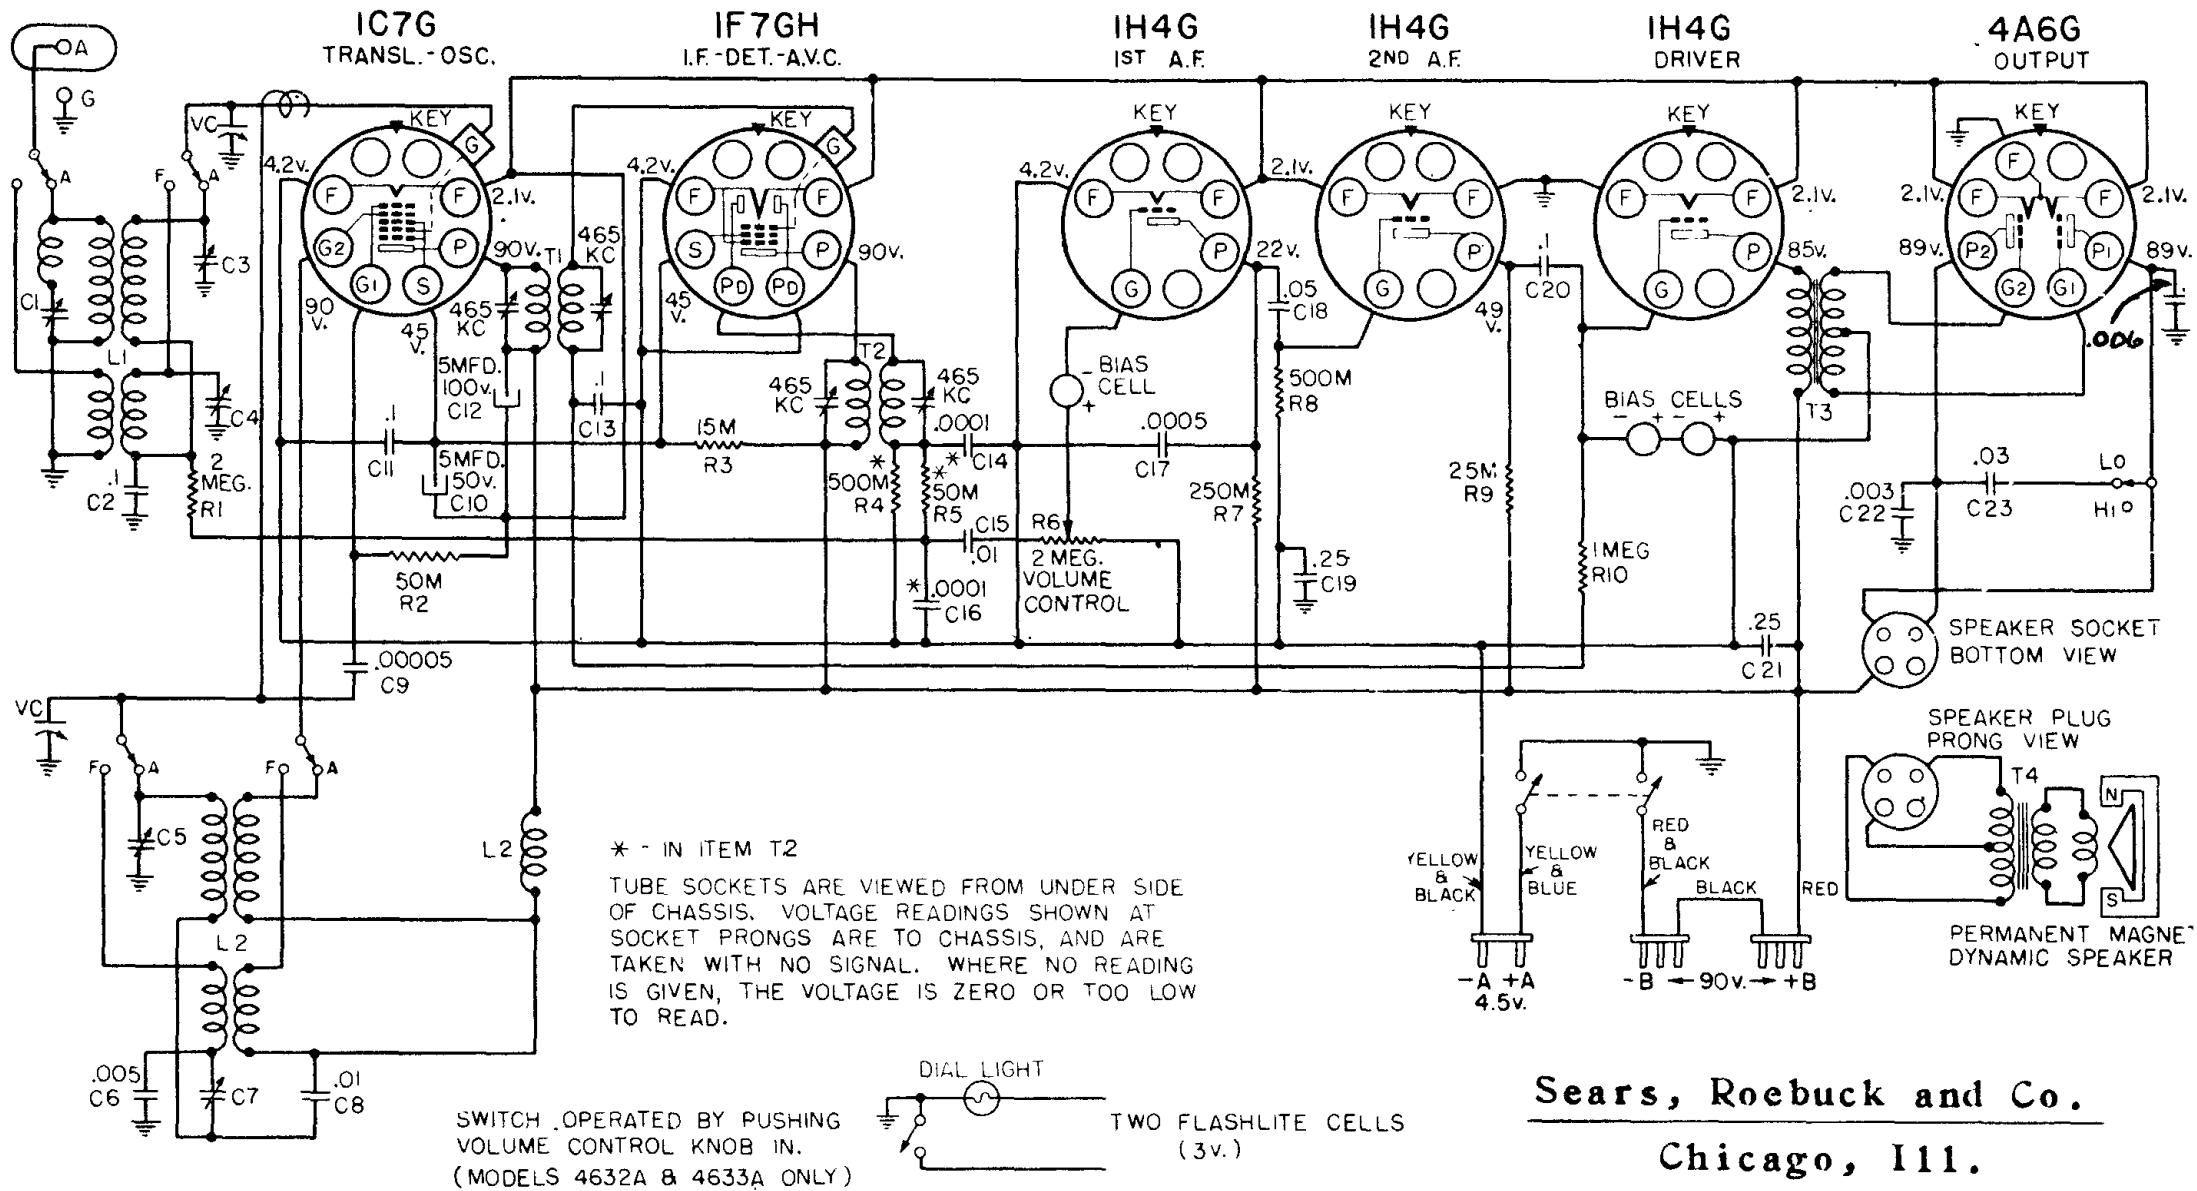 1C7G
TRANSL.-OSC.
1F7GH
I.F.-DET.-A.V.C.
1H4G
1ST A.F.
1H4G
2ND A.F.
1H4G
DRIVER
4A6G
OUTPUT
A
G
VC
KEY
KEY
KEY
KEY
KEY
KEY
G
G
4.2V.
4.2V.
4.2V.
2.1V.
2.1V.
2.1V.
2.1V.
2.1V.
A
F
A
F
F
F
F
F
F
F
F
F
F
F
F
F
G2
P
G1
S
S
P
PD
PD
P
G
P
G
P
G
P2
P1
G2
G1
90V.
T1
465
KC
90V.
22V.
85V.
89V.
89V.
C3
C1
90
V.
465
KC
45
V.
45
V.
.05
C18
.1
C20
49
V.
.006
L1
5MFD.
100V.
C12
.1
C13
T2
465
KC
465
KC
BIAS
CELL
-
+
500M
R8
BIAS CELLS
- + - +
T3
C4
.1
C11
15M
R3
.0001
* C14
.0005
C17
2
MEG.
R1
.1
C2
5MFD.
50V.
C10
*
500M
R4
*
50M
R5
250M
R7
25M
R9
.03
C23
LO
HI
.003
C22
C15
.01
R6
2 MEG.
VOLUME
CONTROL
50M
R2
* .0001
C16
.25
C19
1MEG
R10
.00005
C9
.25
C21
SPEAKER SOCKET
BOTTOM VIEW
VC
F
A
F
A
SPEAKER PLUG
PRONG VIEW
T4
N
S
C5
L2
L2
* - IN ITEM T2
TUBE SOCKETS ARE VIEWED FROM UNDER SIDE
OF CHASSIS. VOLTAGE READINGS SHOWN AT
SOCKET PRONGS ARE TO CHASSIS, AND ARE
TAKEN WITH NO SIGNAL. WHERE NO READING
IS GIVEN, THE VOLTAGE IS ZERO OR TOO LOW
TO READ.
YELLOW
&
BLACK
YELLOW
&
BLUE
RED
&
BLACK
BLACK
RED
PERMANENT MAGNE
DYNAMIC SPEAKER
-A +A
4.5V.
-B ←90V.→ +B
.005
C6
C7
.01
C8
DIAL LIGHT
SWITCH OPERATED BY PUSHING
VOLUME CONTROL KNOB IN.
(MODELS 4632A & 4633A ONLY)
TWO FLASHLITE CELLS
(3V.)
Sears, Roebuck and Co.
Chicago, Ill.